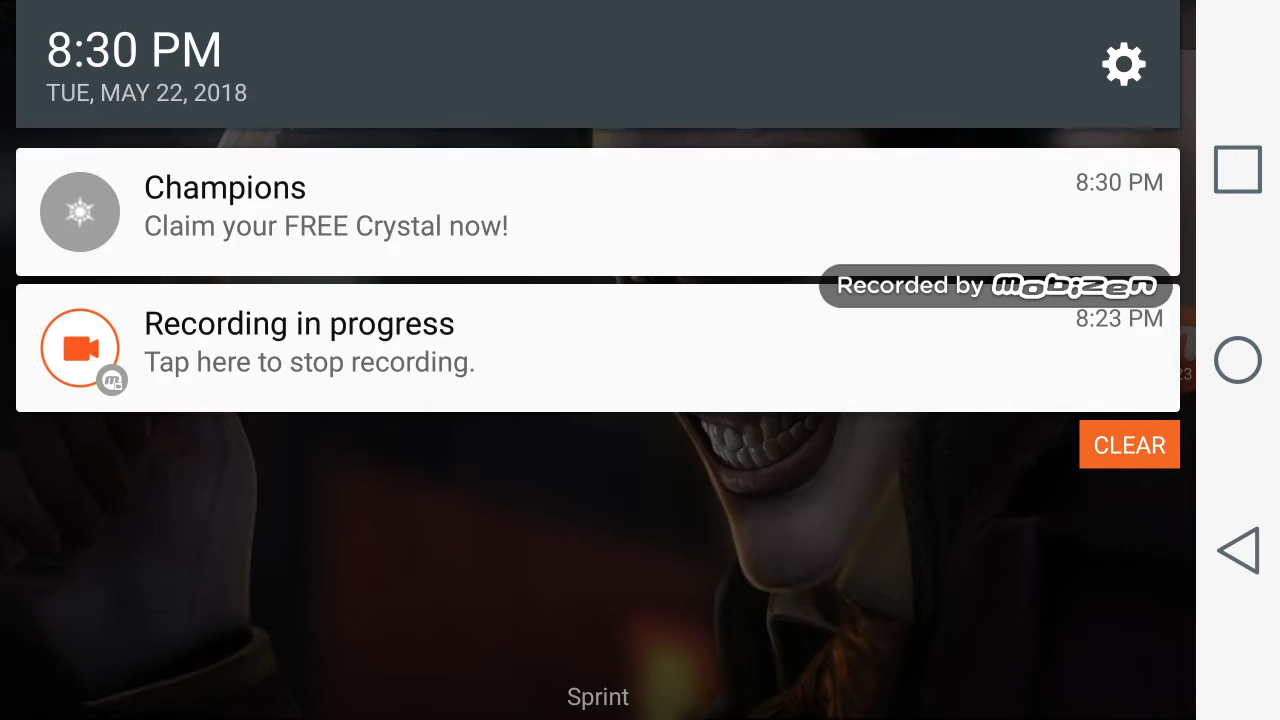 8:30 PM
TUE, MAY 22, 2018
Champions
8:30 PM
Claim your FREE Crystal now!
Recorded by mobizen
Recording in progress
8:23 PM
Tap here to stop recording.
23
CLEAR
Sprint